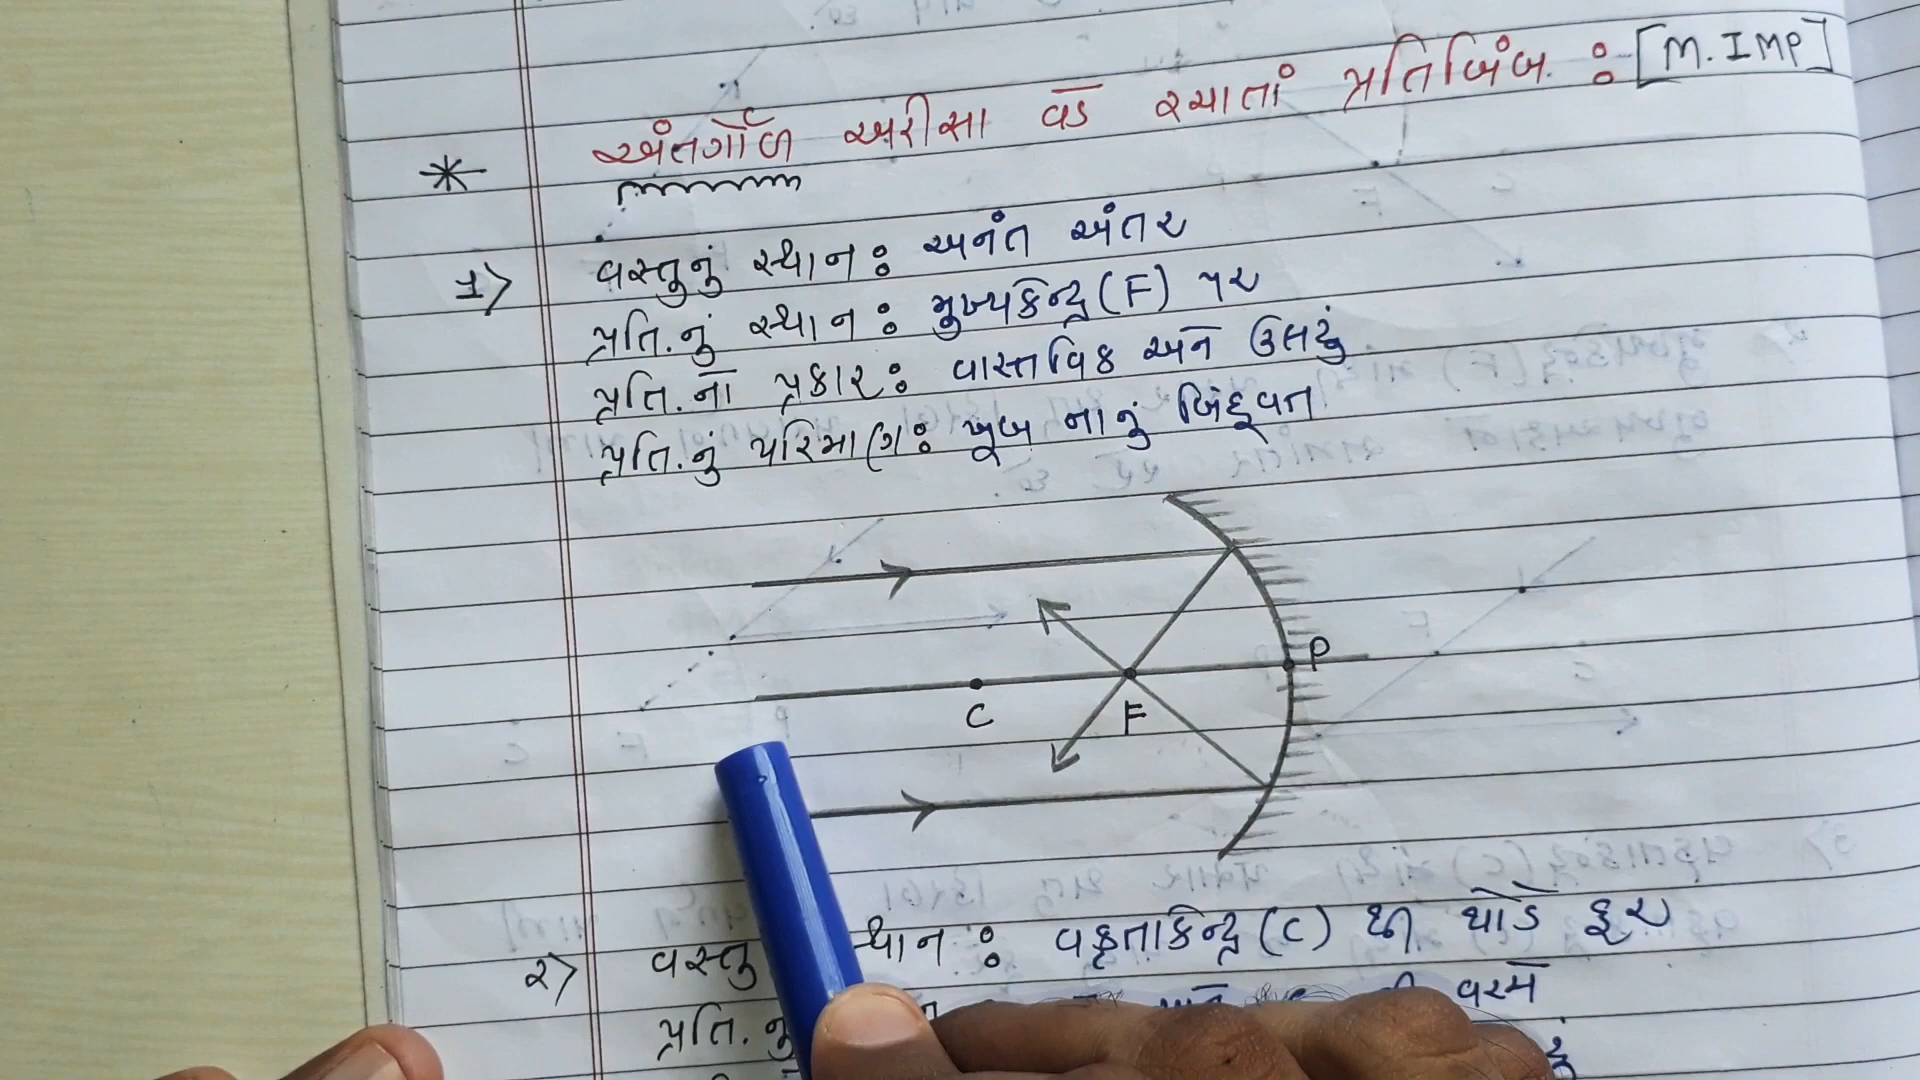 * અંતર્ગોળ અરીસા વડે રચાતાં પ્રતિબિંબ : [M. IMP]
1> વસ્તુનું સ્થાન : અનંત અંતરે
પ્રતિ.નું સ્થાન : મુખ્યકેન્દ્ર (F) પર
પ્રતિ.નો પ્રકાર : વાસ્તવિક અને ઉલટું
પ્રતિ.નું પરિમાણ : ખૂબ નાનું બિંદુવત
P
C
F
૨> વસ્તુ સ્થાન : વક્રતાકેન્દ્ર (C) થી થોડે દૂર
પ્રતિ. નું વચ્ચે